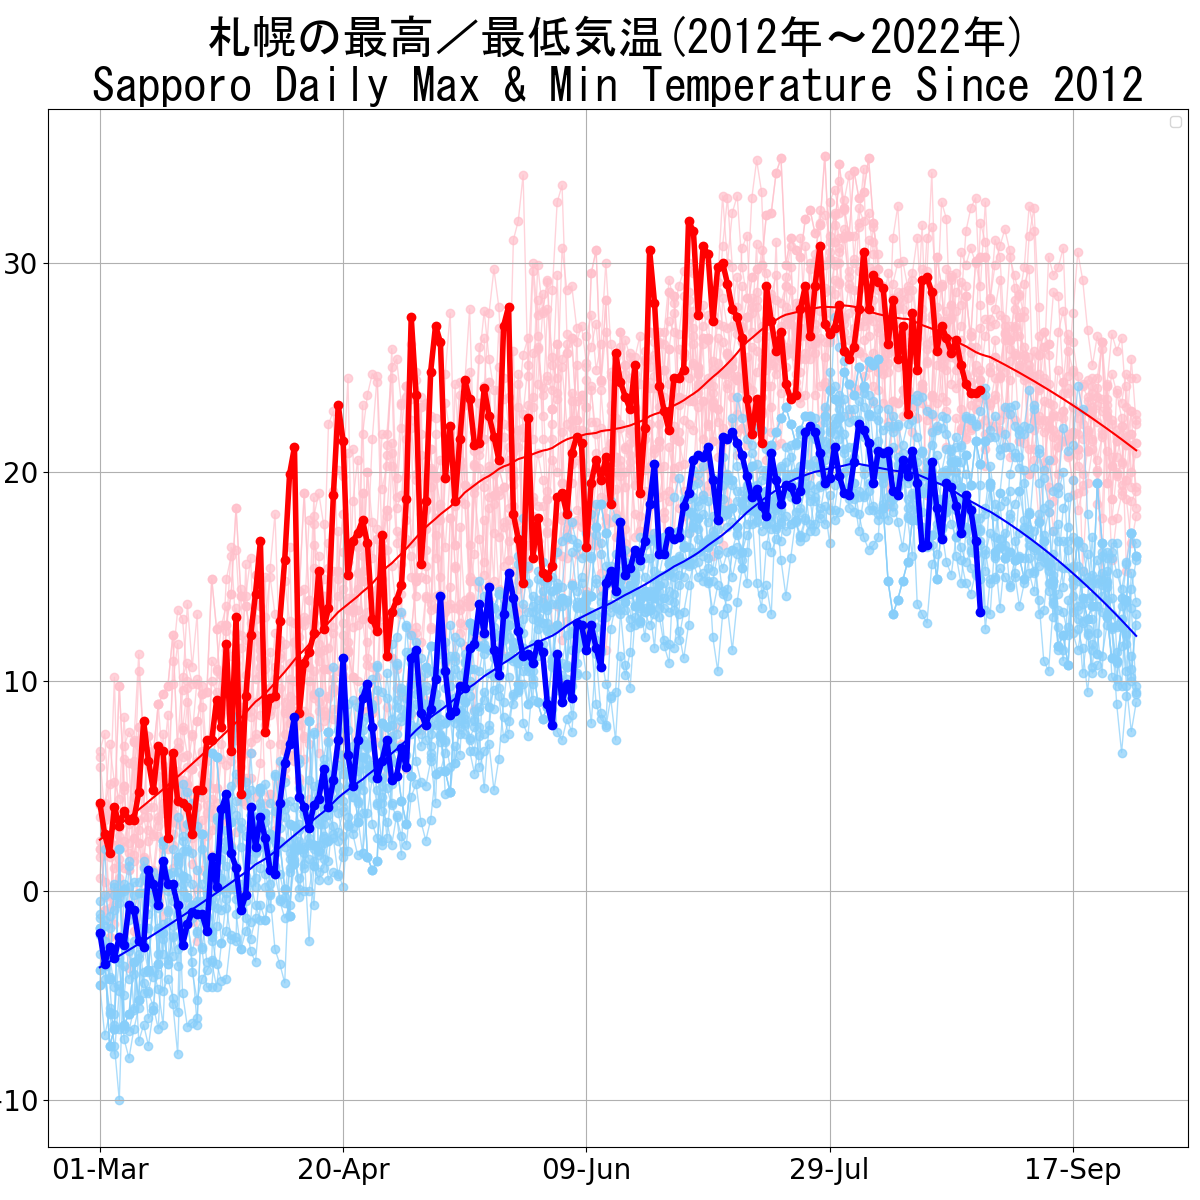 札幌の最高／最低気温(2012年～2022年)
Sapporo Daily Max & Min Temperature Since 2012
30
20
10
0
-10
01-Mar 20-Apr 09-Jun 29-Jul 17-Sep